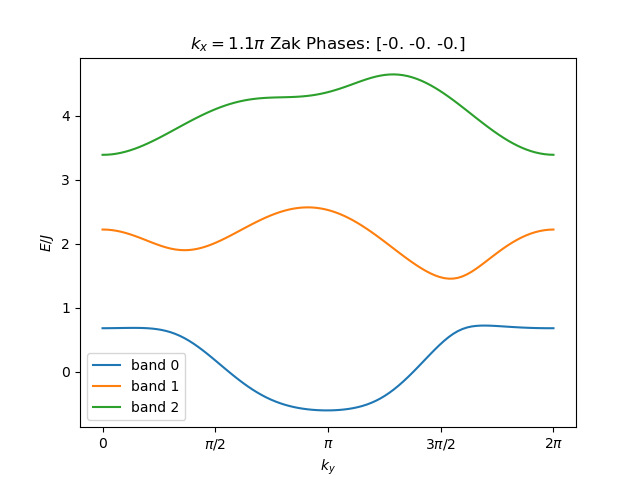 $k_x = 1.1\pi$ Zak Phases: [-0. -0. -0.]
E/J
4
3
2
1
0
band 0
band 1
band 2
0
π/2
π
3π/2
2π
$k_y$